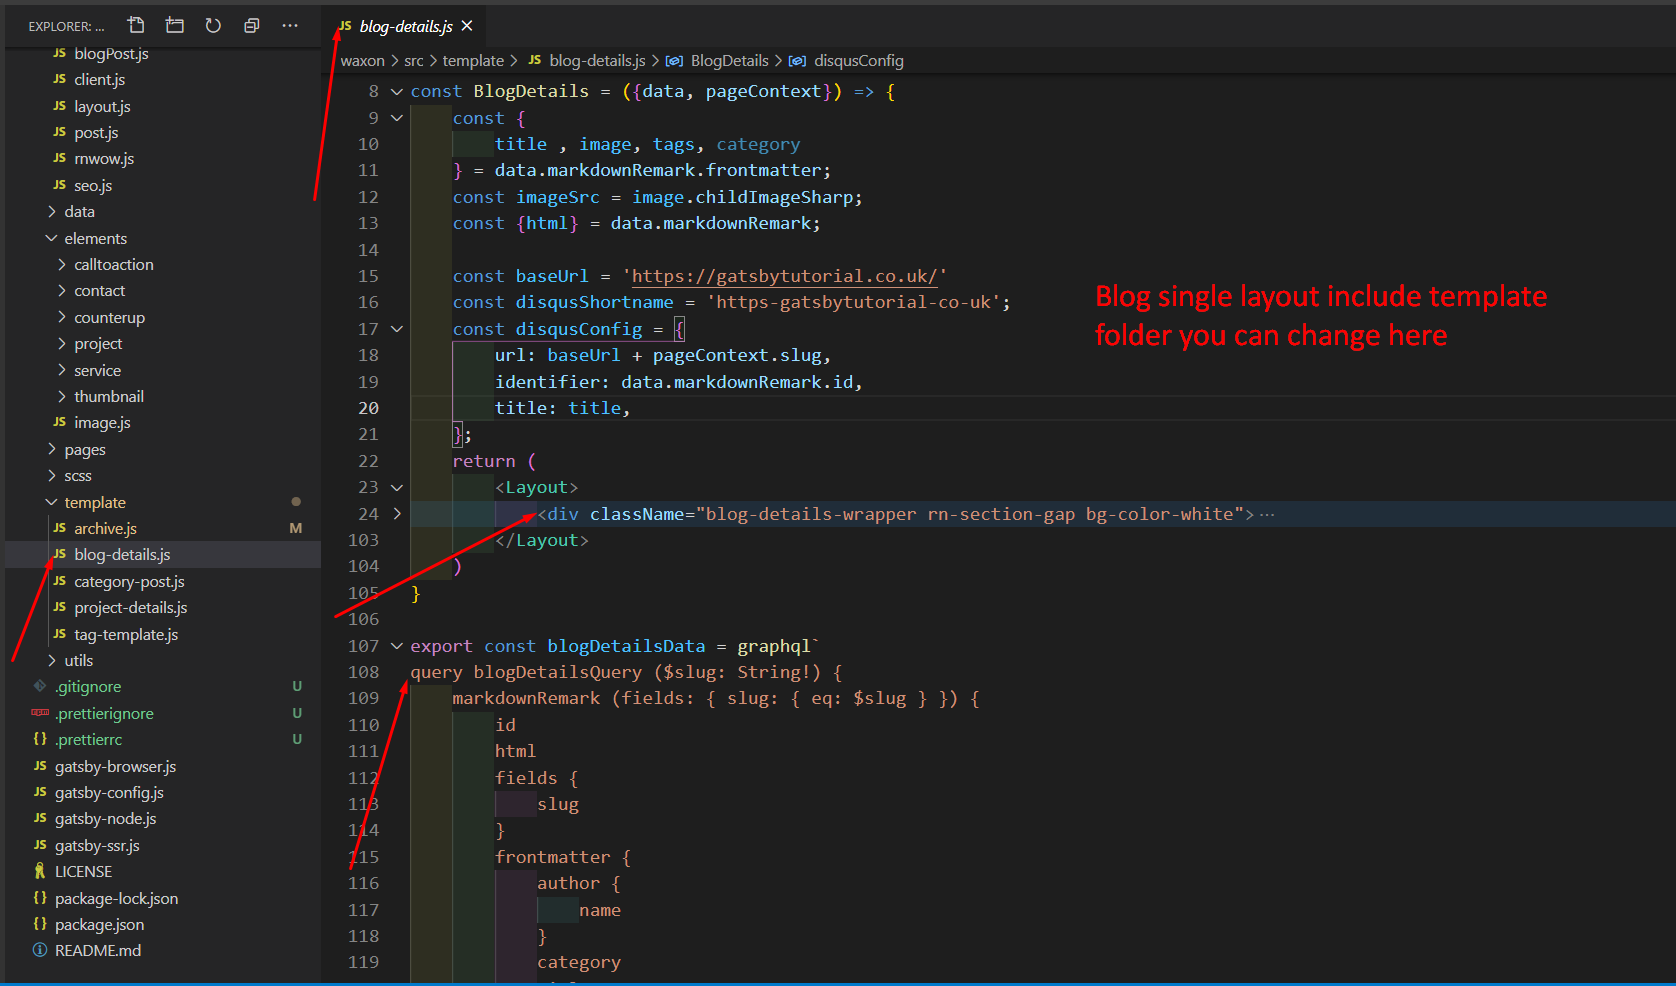 EXPLORER: ...
JS blogPost.js
JS client.js
JS layout.js
JS post.js
JS rnwow.js
JS seo.js
data
elements
calltoaction
contact
counterup
project
service
thumbnail
JS image.js
pages
scss
template
JS archive.js M
JS blog-details.js
JS category-post.js
JS project-details.js
JS tag-template.js
utils
.gitignore U
.prettierignore U
{} .prettierrc U
JS gatsby-browser.js
JS gatsby-config.js
JS gatsby-node.js
JS gatsby-ssr.js
LICENSE
{} package-lock.json
{} package.json
README.md
JS blog-details.js
waxon > src > template > JS blog-details.js > BlogDetails > disqusConfig
8 const BlogDetails = ({data, pageContext}) => {
9 const {
10 title , image, tags, category
11 } = data.markdownRemark.frontmatter;
12 const imageSrc = image.childImageSharp;
13 const {html} = data.markdownRemark;
14
15 const baseUrl = 'https://gatsbytutorial.co.uk/'
16 const disqusShortname = 'https-gatsbytutorial-co-uk';
17 const disqusConfig = {
18 url: baseUrl + pageContext.slug,
19 identifier: data.markdownRemark.id,
20 title: title,
21 };
22 return (
23 <Layout>
24 <div className="blog-details-wrapper rn-section-gap bg-color-white">...
103 </Layout>
104 )
105 }
106
107 export const blogDetailsData = graphql`
108 query blogDetailsQuery ($slug: String!) {
109 markdownRemark (fields: { slug: { eq: $slug } }) {
110 id
111 html
112 fields {
113 slug
114 }
115 frontmatter {
116 author {
117 name
118 }
119 category
Blog single layout include template
folder you can change here